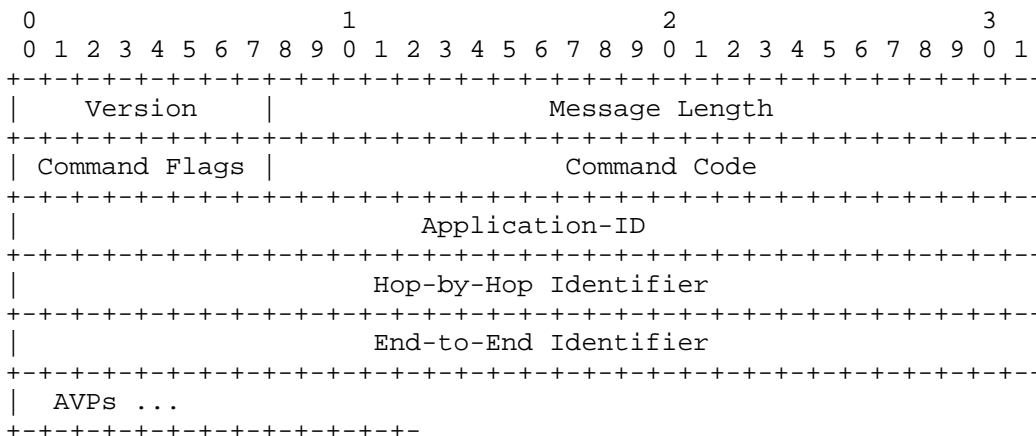 0                   1                   2                   3
 0 1 2 3 4 5 6 7 8 9 0 1 2 3 4 5 6 7 8 9 0 1 2 3 4 5 6 7 8 9 0 1
+-+-+-+-+-+-+-+-+-+-+-+-+-+-+-+-+-+-+-+-+-+-+-+-+-+-+-+-+-+-+-+--
|    Version    |                 Message Length
+-+-+-+-+-+-+-+-+-+-+-+-+-+-+-+-+-+-+-+-+-+-+-+-+-+-+-+-+-+-+-+--
| Command Flags |                  Command Code
+-+-+-+-+-+-+-+-+-+-+-+-+-+-+-+-+-+-+-+-+-+-+-+-+-+-+-+-+-+-+-+--
|                         Application-ID
+-+-+-+-+-+-+-+-+-+-+-+-+-+-+-+-+-+-+-+-+-+-+-+-+-+-+-+-+-+-+-+--
|                      Hop-by-Hop Identifier
+-+-+-+-+-+-+-+-+-+-+-+-+-+-+-+-+-+-+-+-+-+-+-+-+-+-+-+-+-+-+-+--
|                      End-to-End Identifier
+-+-+-+-+-+-+-+-+-+-+-+-+-+-+-+-+-+-+-+-+-+-+-+-+-+-+-+-+-+-+-+--
|  AVPs ...
+-+-+-+-+-+-+-+-+-+-+-+-+-